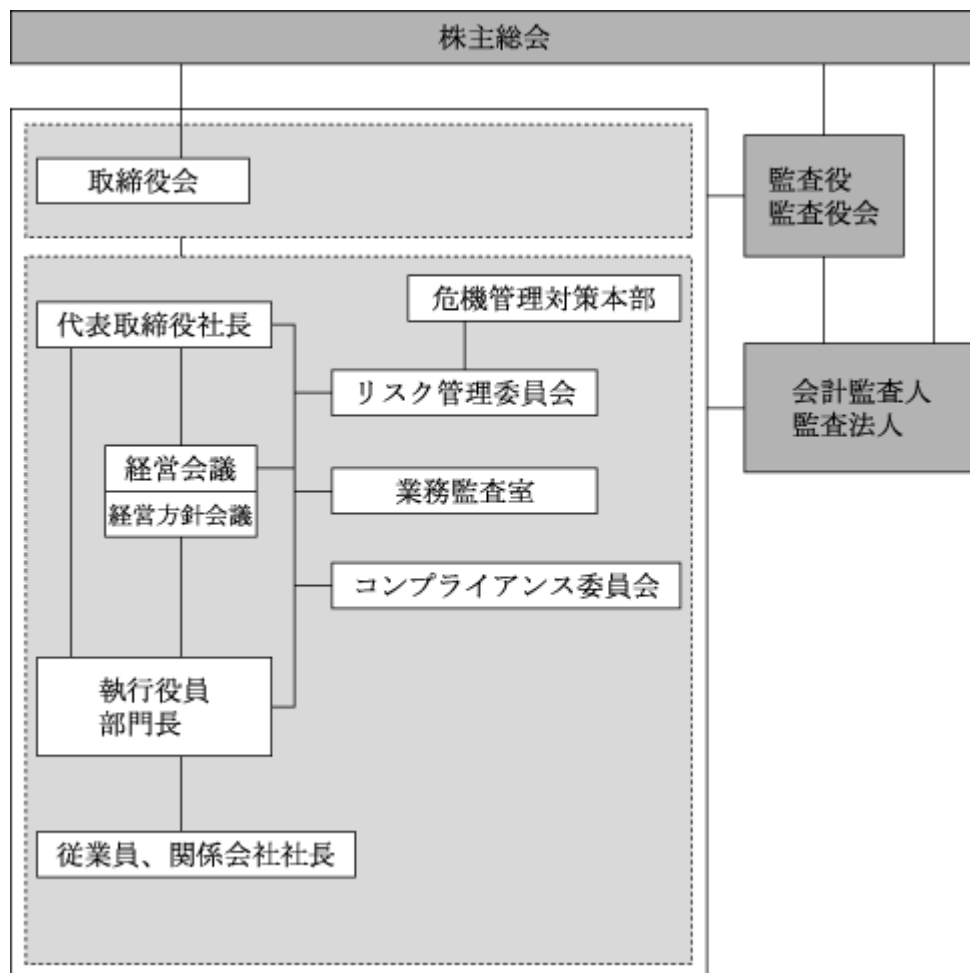 株主総会
取締役会
監査役
監査役会
代表取締役社長
危機管理対策本部
リスク管理委員会
会計監査人
監査法人
経営会議
経営方針会議
業務監査室
コンプライアンス委員会
執行役員
部門長
従業員、関係会社社長